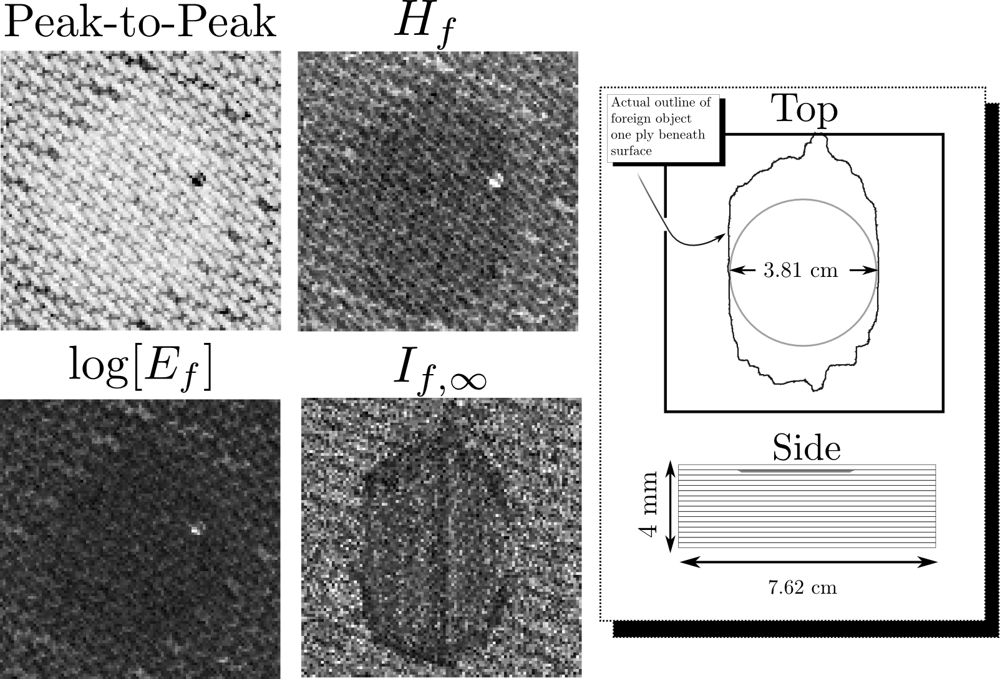 Peak-to-Peak
H_f
log[E_f]
I_{f,∞}
Actual outline of
foreign object
one ply beneath
surface
Top
3.81 cm
Side
4 mm
7.62 cm